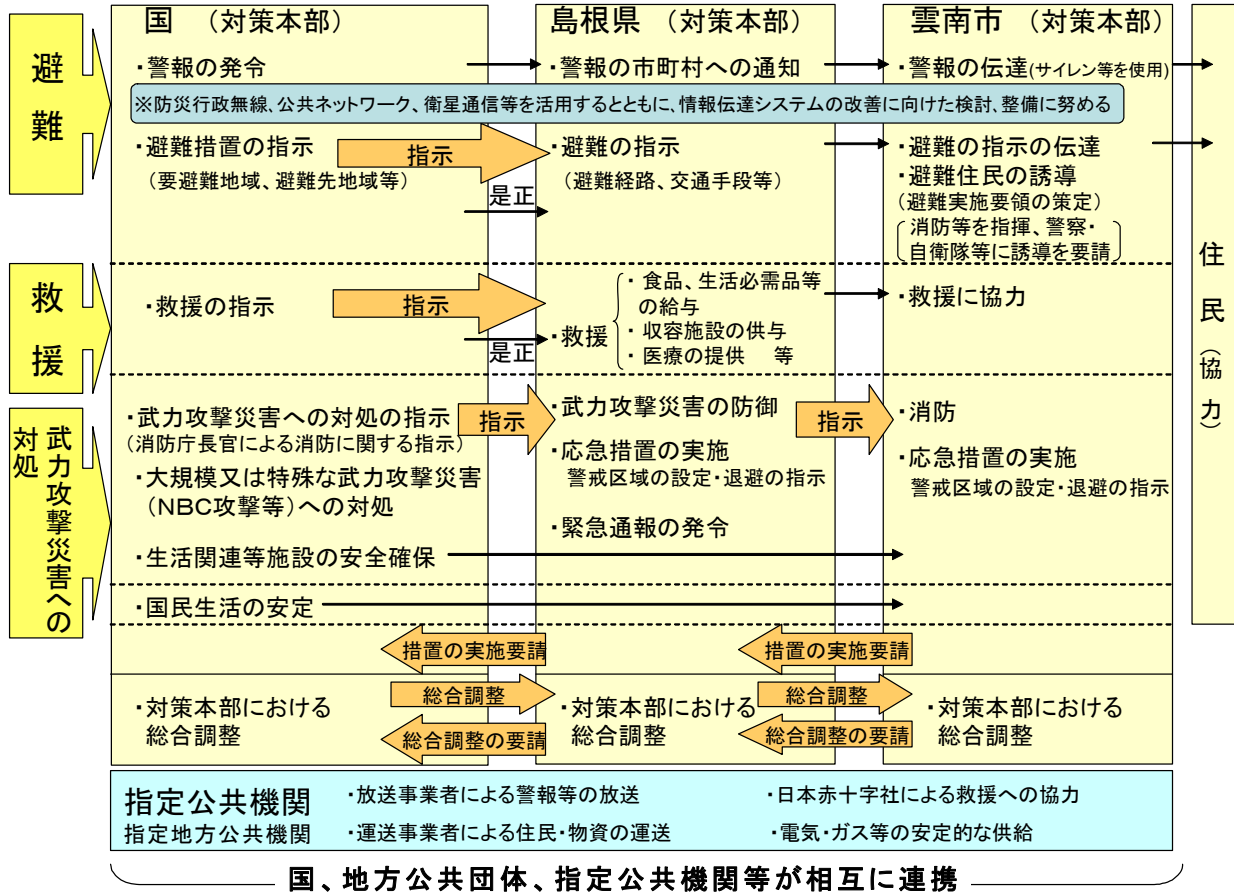 国　(対策本部)
島根県　(対策本部)
雲南市　(対策本部)
避難
・警報の発令
・警報の市町村への通知
・警報の伝達(サイレン等を使用)
※防災行政無線、公共ネットワーク、衛星通信等を活用するとともに、情報伝達システムの改善に向けた検討、整備に努める
・避難措置の指示
(要避難地域、避難先地域等)
指示
是正
・避難の指示
(避難経路、交通手段等)
・避難の指示の伝達
・避難住民の誘導
(避難実施要領の策定)
消防等を指揮、警察・
自衛隊等に誘導を要請
住民(協力)
救援
・救援の指示
指示
是正
・救援
・食品、生活必需品等
の給与
・収容施設の供与
・医療の提供　等
・救援に協力
武力攻撃災害への
対処
・武力攻撃災害への対処の指示
(消防庁長官による消防に関する指示)
・大規模又は特殊な武力攻撃災害
(NBC攻撃等)への対処
・生活関連等施設の安全確保
指示
・武力攻撃災害の防御
・応急措置の実施
警戒区域の設定・退避の指示
・緊急通報の発令
指示
・消防
・応急措置の実施
警戒区域の設定・退避の指示
・国民生活の安定
措置の実施要請
措置の実施要請
・対策本部における
総合調整
総合調整
総合調整の要請
・対策本部における
総合調整
総合調整
総合調整の要請
・対策本部における
総合調整
指定公共機関
指定地方公共機関
・放送事業者による警報等の放送
・日本赤十字社による救援への協力
・運送事業者による住民・物資の運送
・電気・ガス等の安定的な供給
国、地方公共団体、指定公共機関等が相互に連携